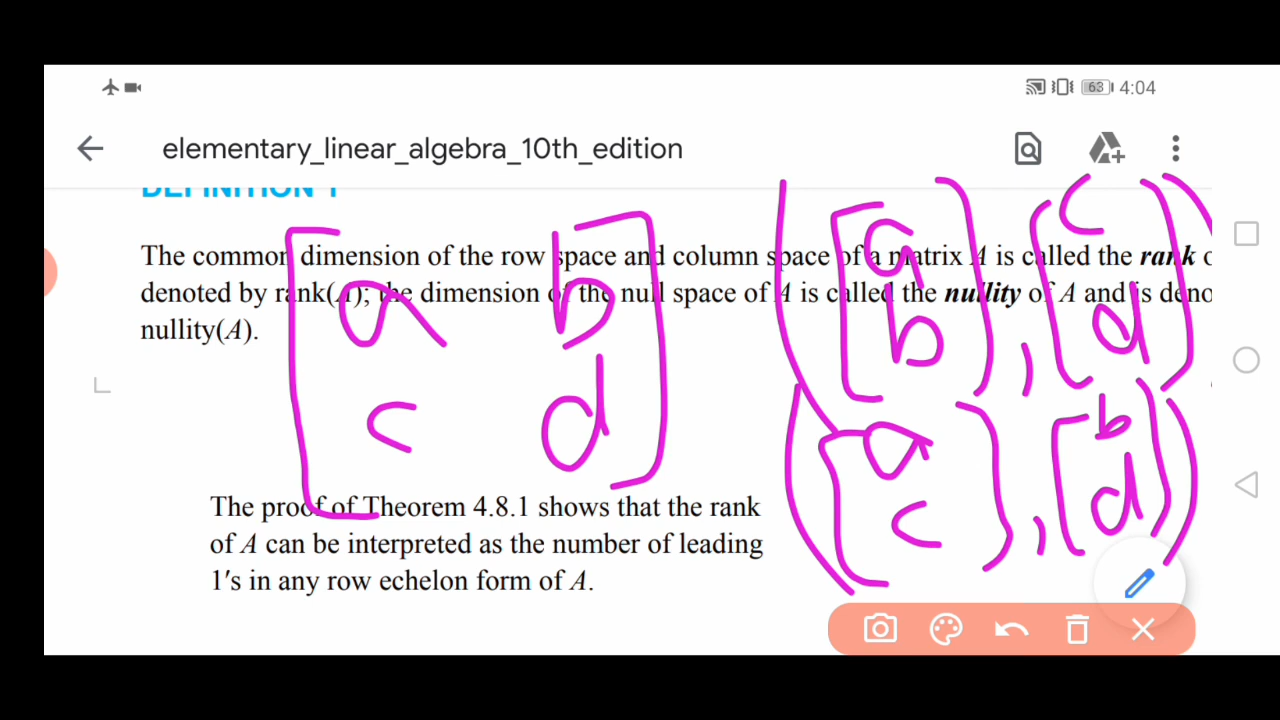 63 4:04
elementary_linear_algebra_10th_edition
DEFINITION 1
The common dimension of the row space and column space of a matrix A is called the rank o
denoted by rank(A); the dimension of the null space of A is called the nullity of A and is deno
nullity(A).
a b
c d
a c
b , d
a b
c , d
The proof of Theorem 4.8.1 shows that the rank
of A can be interpreted as the number of leading
1's in any row echelon form of A.